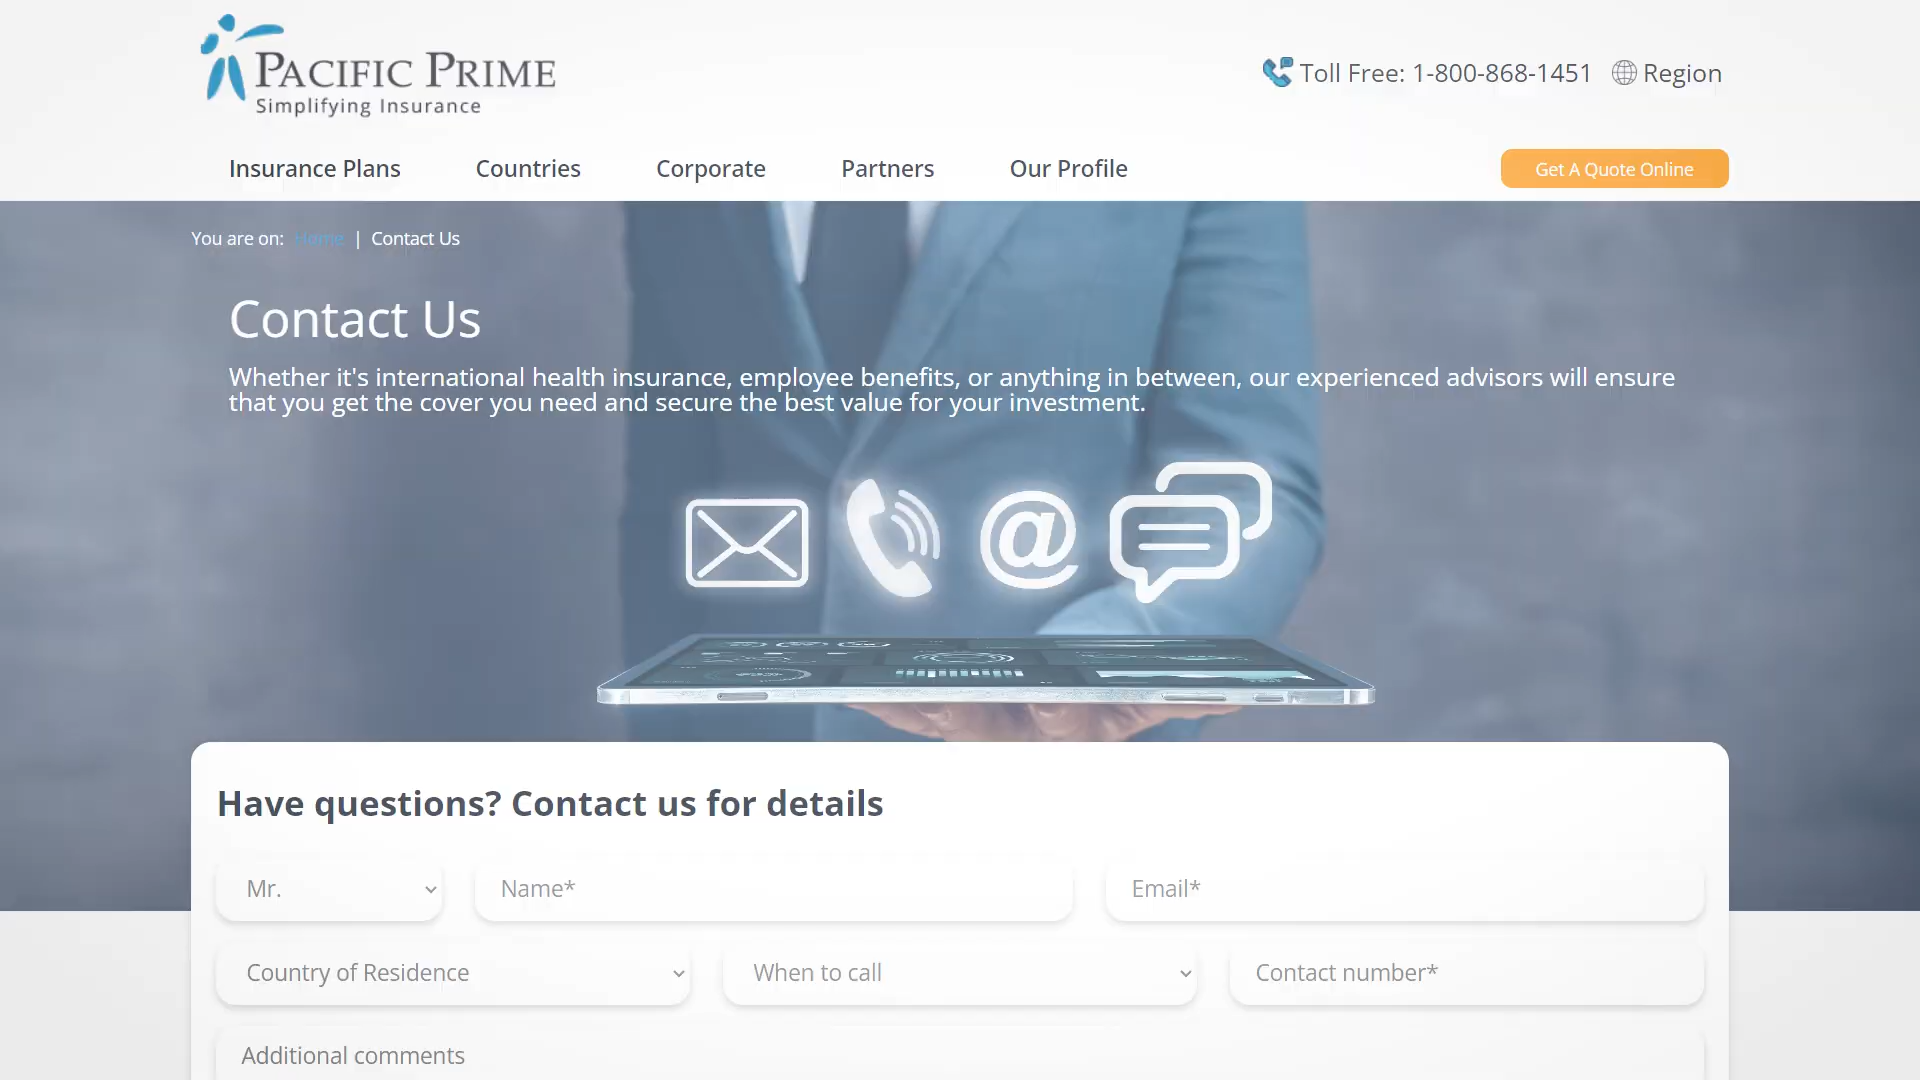 PACIFIC PRIME
Simplifying Insurance
Toll Free: 1-800-868-1451
Region
Insurance Plans
Countries
Corporate
Partners
Our Profile
Get A Quote Online
You are on: Home | Contact Us
Contact Us
Whether it's international health insurance, employee benefits, or anything in between, our experienced advisors will ensure
that you get the cover you need and secure the best value for your investment.
@
Have questions? Contact us for details
Mr.
Name*
Email*
Country of Residence
When to call
Contact number*
Additional comments